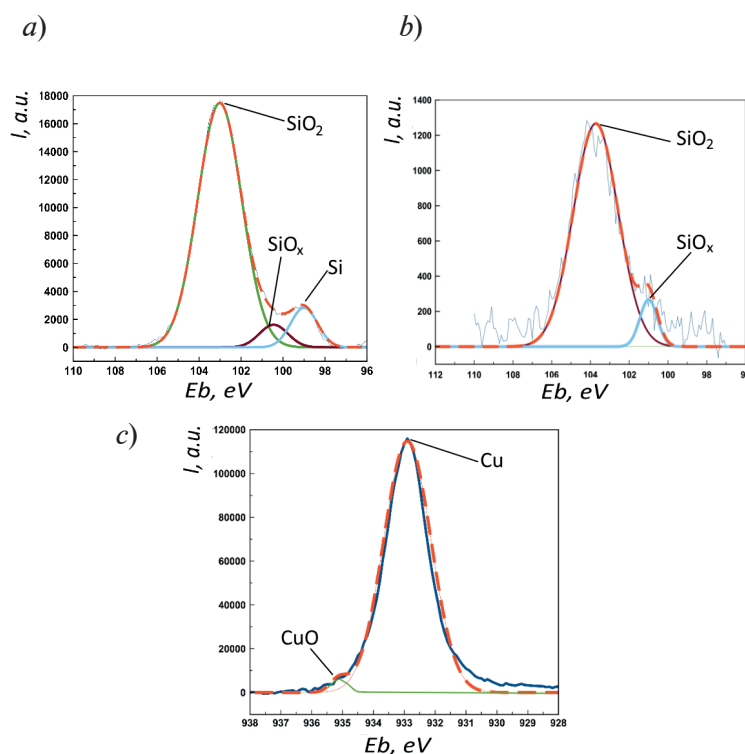 a)
I, a.u.
18000
16000
14000
12000
10000
8000
6000
4000
2000
0
SiO2
SiOx
Si
110 108 106 104 102 100 98 96
Eb, eV
b)
I, a.u.
1400
1200
1000
800
600
400
200
0
SiO2
SiOx
112 110 108 106 104 102 101 98
Eb, eV
c)
I, a.u.
120000
100000
80000
60000
40000
20000
0
Cu
CuO
938 937 936 935 934 933 932 930 929 928
Eb, eV